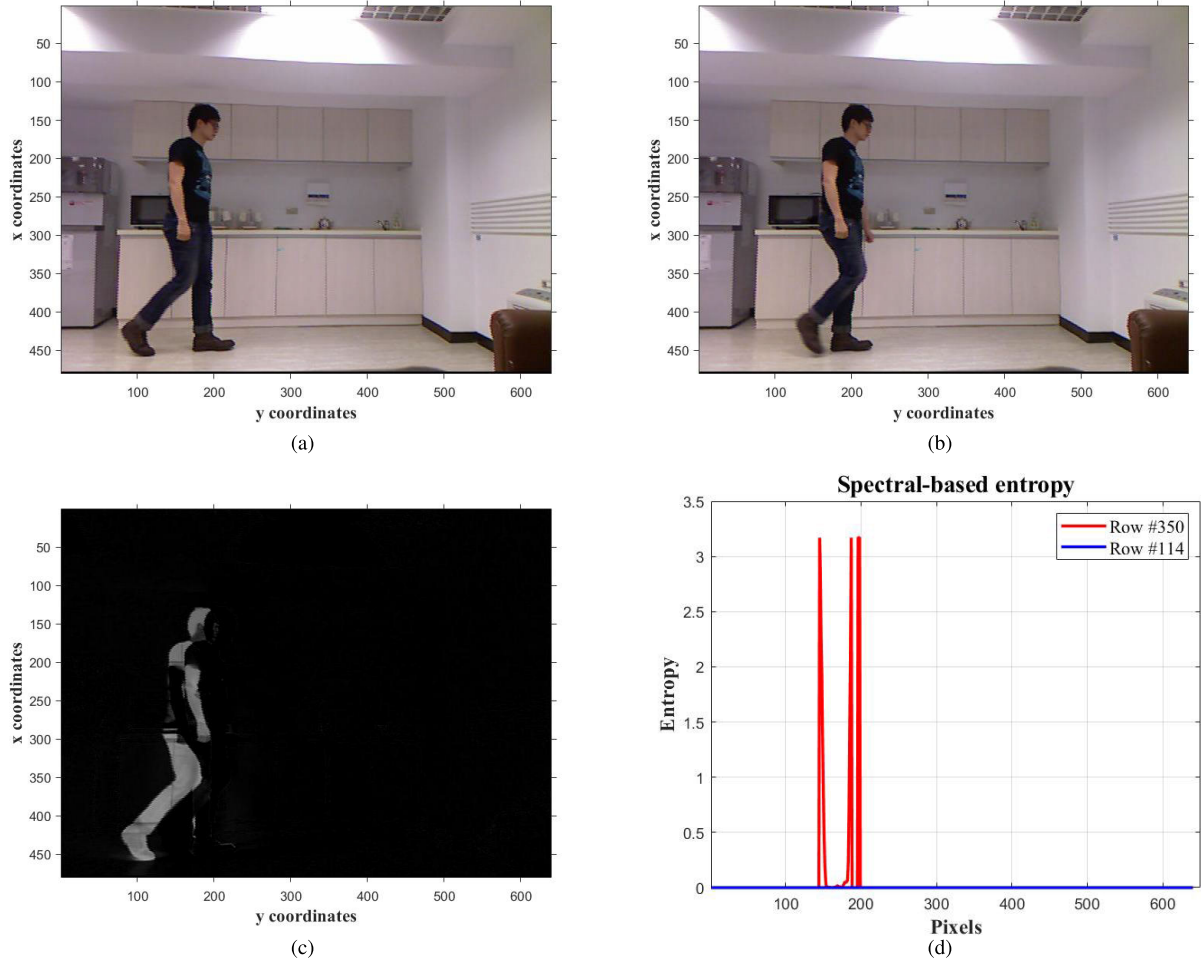 50
100
150
200
250
300
350
400
450
x coordinates
100 200 300 400 500 600
y coordinates
(a)
50
100
150
200
250
300
350
400
450
x coordinates
100 200 300 400 500 600
y coordinates
(b)
50
100
150
200
250
300
350
400
450
x coordinates
100 200 300 400 500 600
y coordinates
(c)
Spectral-based entropy
3.5
3
2.5
2
1.5
1
0.5
0
Entropy
Row #350
Row #114
100 200 300 400 500 600
Pixels
(d)